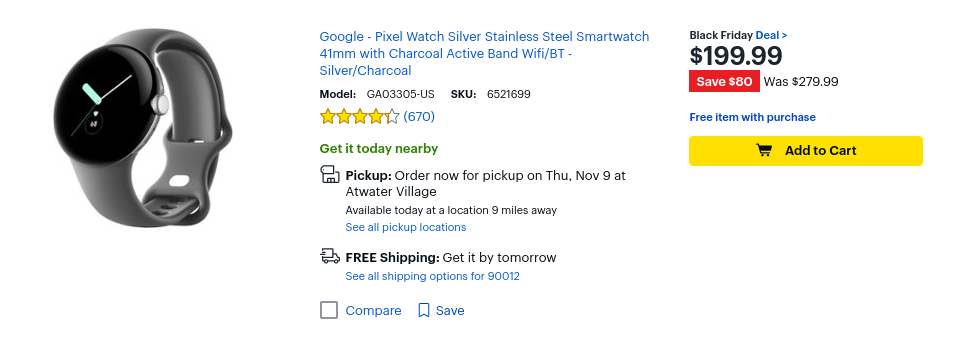 Google - Pixel Watch Silver Stainless Steel Smartwatch
41mm with Charcoal Active Band Wifi/BT -
Silver/Charcoal
Model: GA03305-US SKU: 6521699
(670)
Get it today nearby
Pickup: Order now for pickup on Thu, Nov 9 at
Atwater Village
Available today at a location 9 miles away
See all pickup locations
FREE Shipping: Get it by tomorrow
See all shipping options for 90012
Compare Save
Black Friday Deal >
$199.99
Save $80 Was $279.99
Free item with purchase
Add to Cart